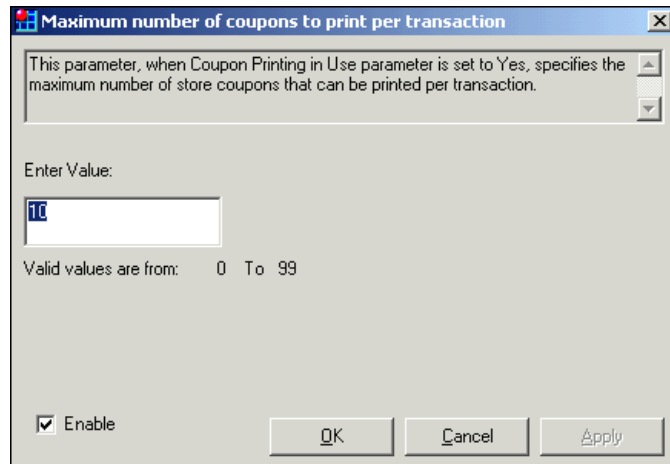 Maximum number of coupons to print per transaction
This parameter, when Coupon Printing in Use parameter is set to Yes, specifies the
maximum number of store coupons that can be printed per transaction.
Enter Value:
10
Valid values are from: 0 To 99
Enable
OK
Cancel
Apply